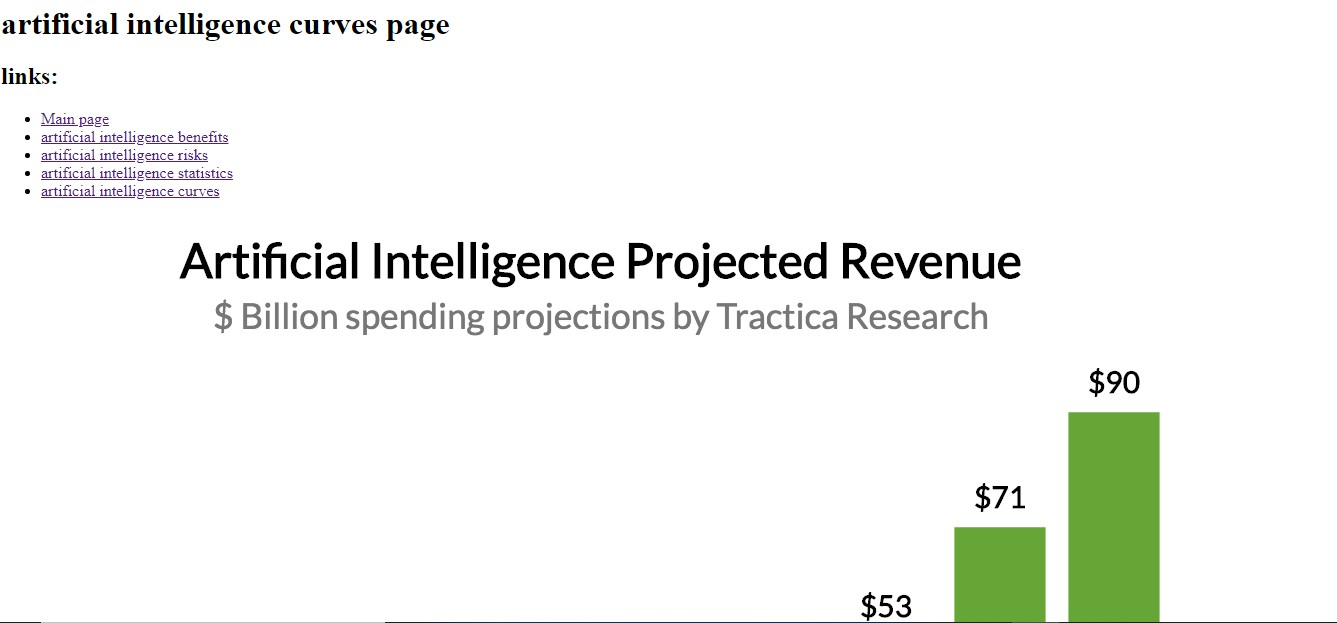 artificial intelligence curves page
links:
Main page
artificial intelligence benefits
artificial intelligence risks
artificial intelligence statistics
artificial intelligence curves
Artificial Intelligence Projected Revenue
$ Billion spending projections by Tractica Research
$90
$71
$53